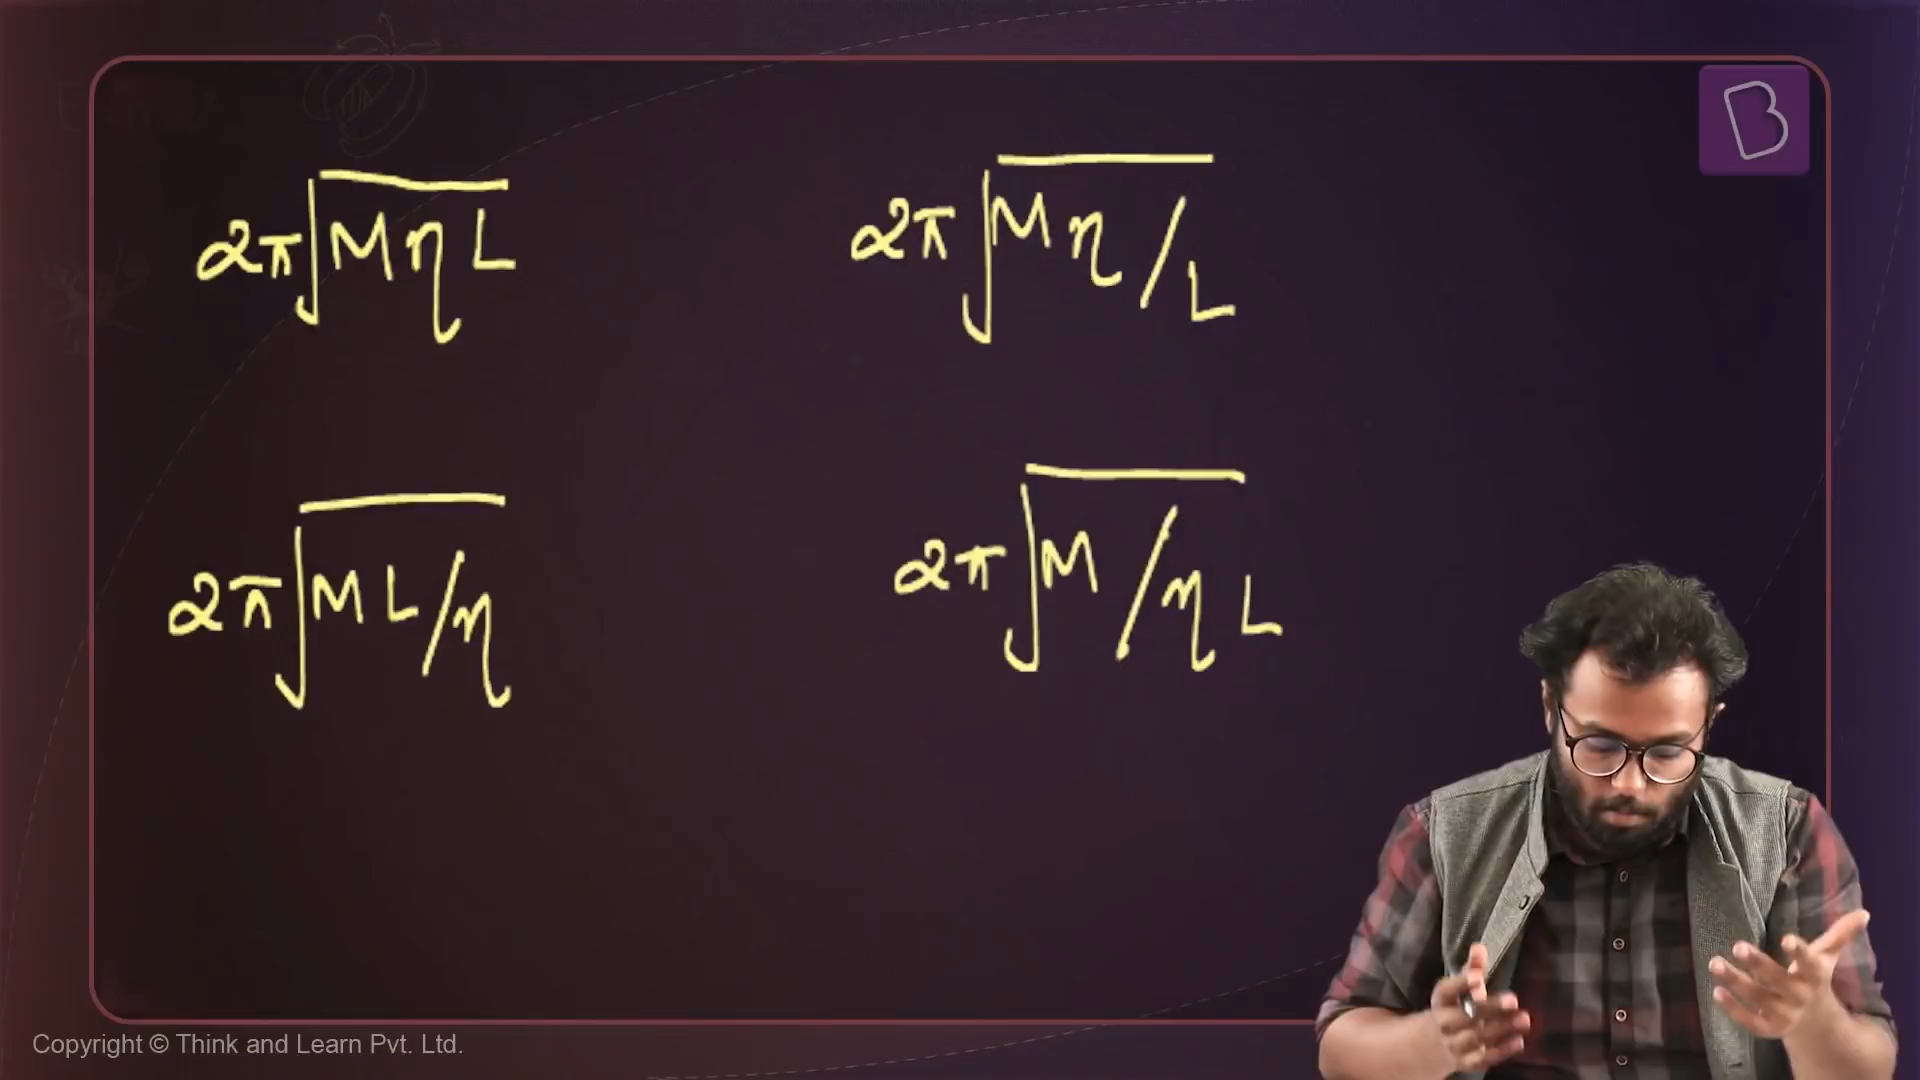 2π√MηL
2π√Mη/L
2π√ML/η
2π√M/ηL
B
Copyright © Think and Learn Pvt. Ltd.